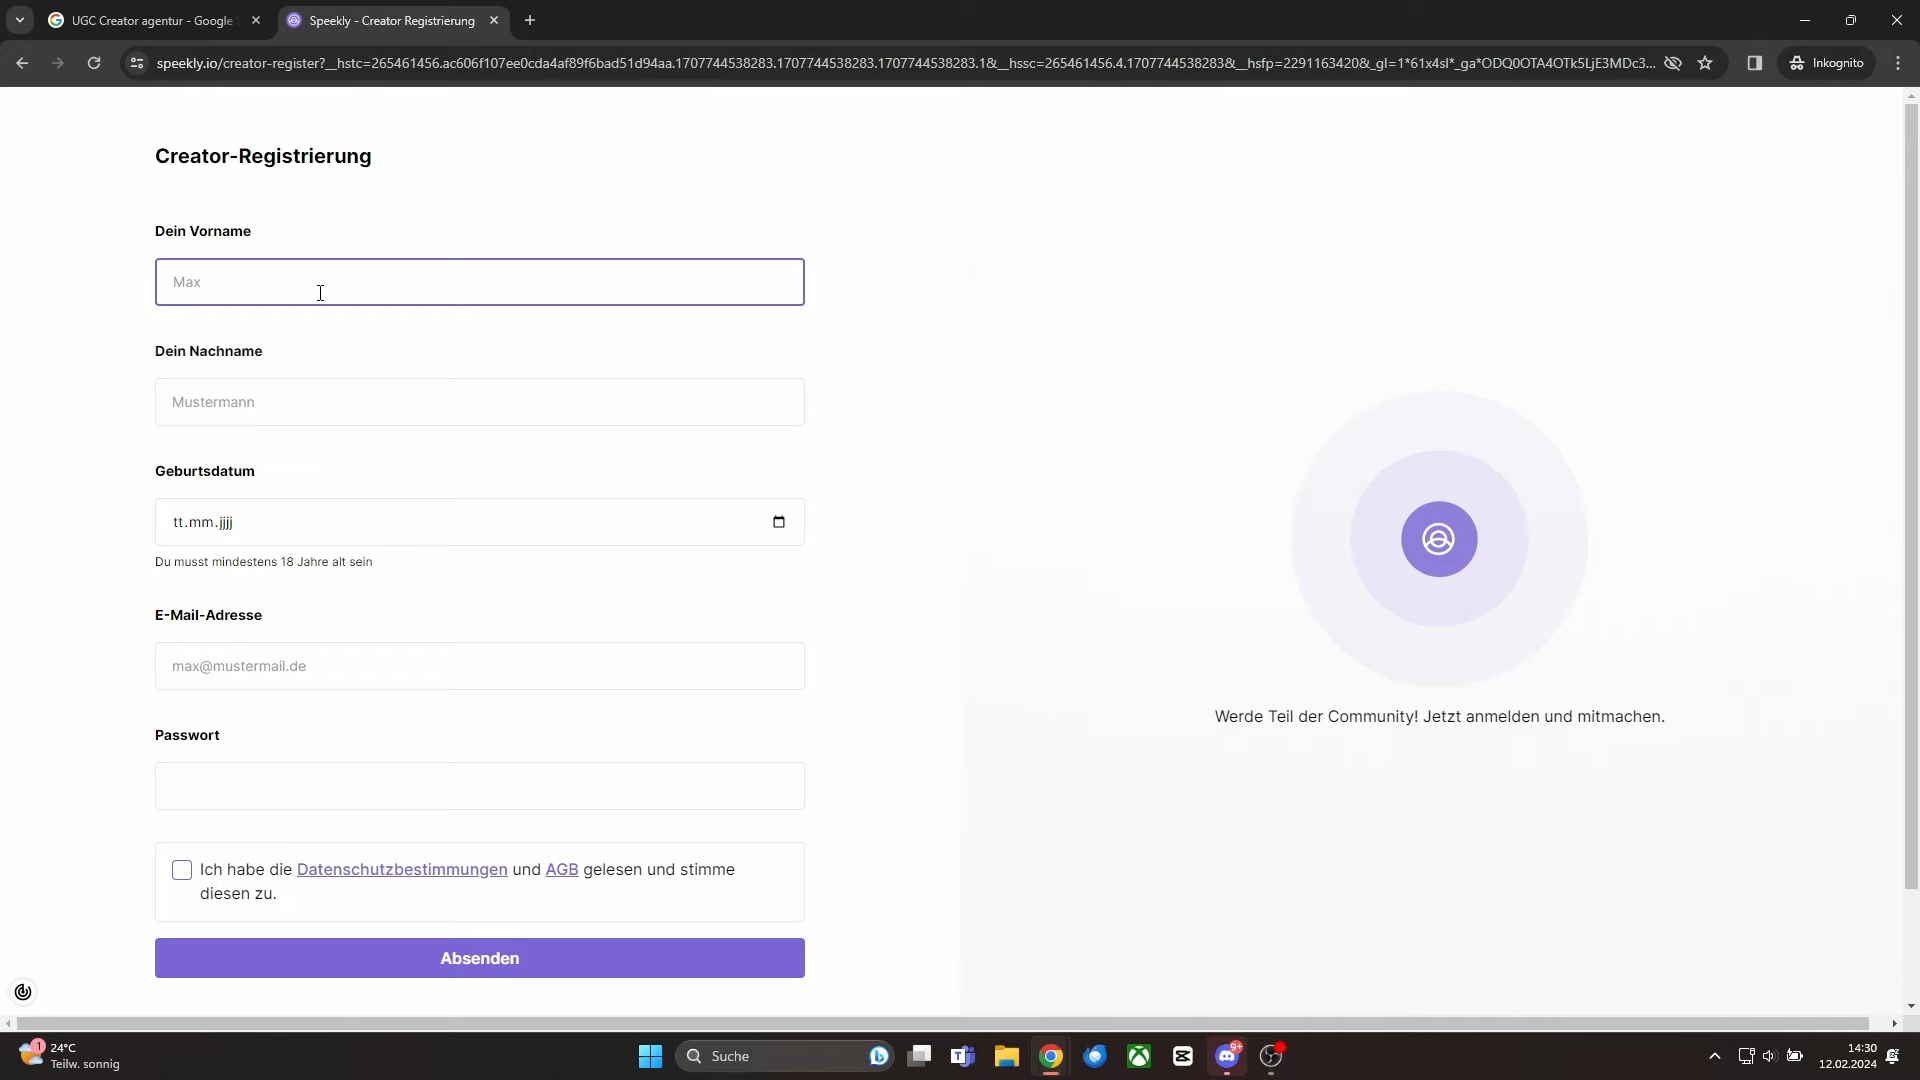 UGC Creator agentur - Google
Speekly - Creator Registrierung
speekly.io/creator-register?__hstc=265461456.ac606f107ee0cda4af89f6bad51d94aa.1707744538283.1707744538283.1707744538283.1&__hssc=265461456.4.1707744538283&__hsfp=2291163420&_gl=1*61x4sl*_ga*ODQ0OTA4OTk5LjE3MDc3...
Inkognito
Creator-Registrierung
Dein Vorname
Max
Dein Nachname
Mustermann
Geburtsdatum
tt.mm.jjjj
Du musst mindestens 18 Jahre alt sein
E-Mail-Adresse
max@mustermail.de
Passwort
Ich habe die Datenschutzbestimmungen und AGB gelesen und stimme
diesen zu.
Absenden
Werde Teil der Community! Jetzt anmelden und mitmachen.
1
24°C
Teilw. sonnig
Suche
9+
14:30
12.02.2024